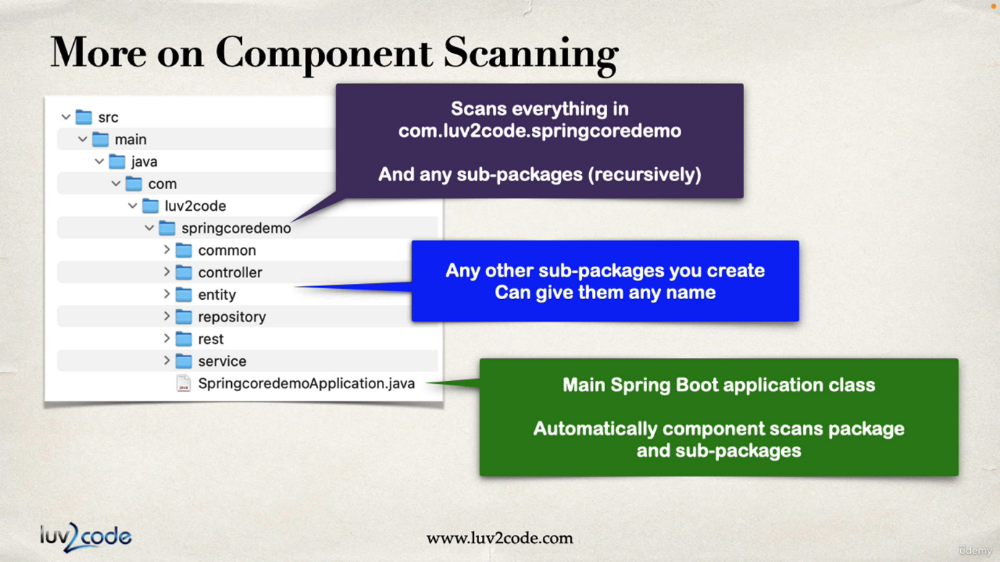 More on Component Scanning
src
main
java
com
luv2code
springcoredemo
common
controller
entity
repository
rest
service
java
SpringcoredemoApplication.java
Scans everything in
com.luv2code.springcoredemo
And any sub-packages (recursively)
Any other sub-packages you create
Can give them any name
Main Spring Boot application class
Automatically component scans package
and sub-packages
luv2code
www.luv2code.com
ûdemy